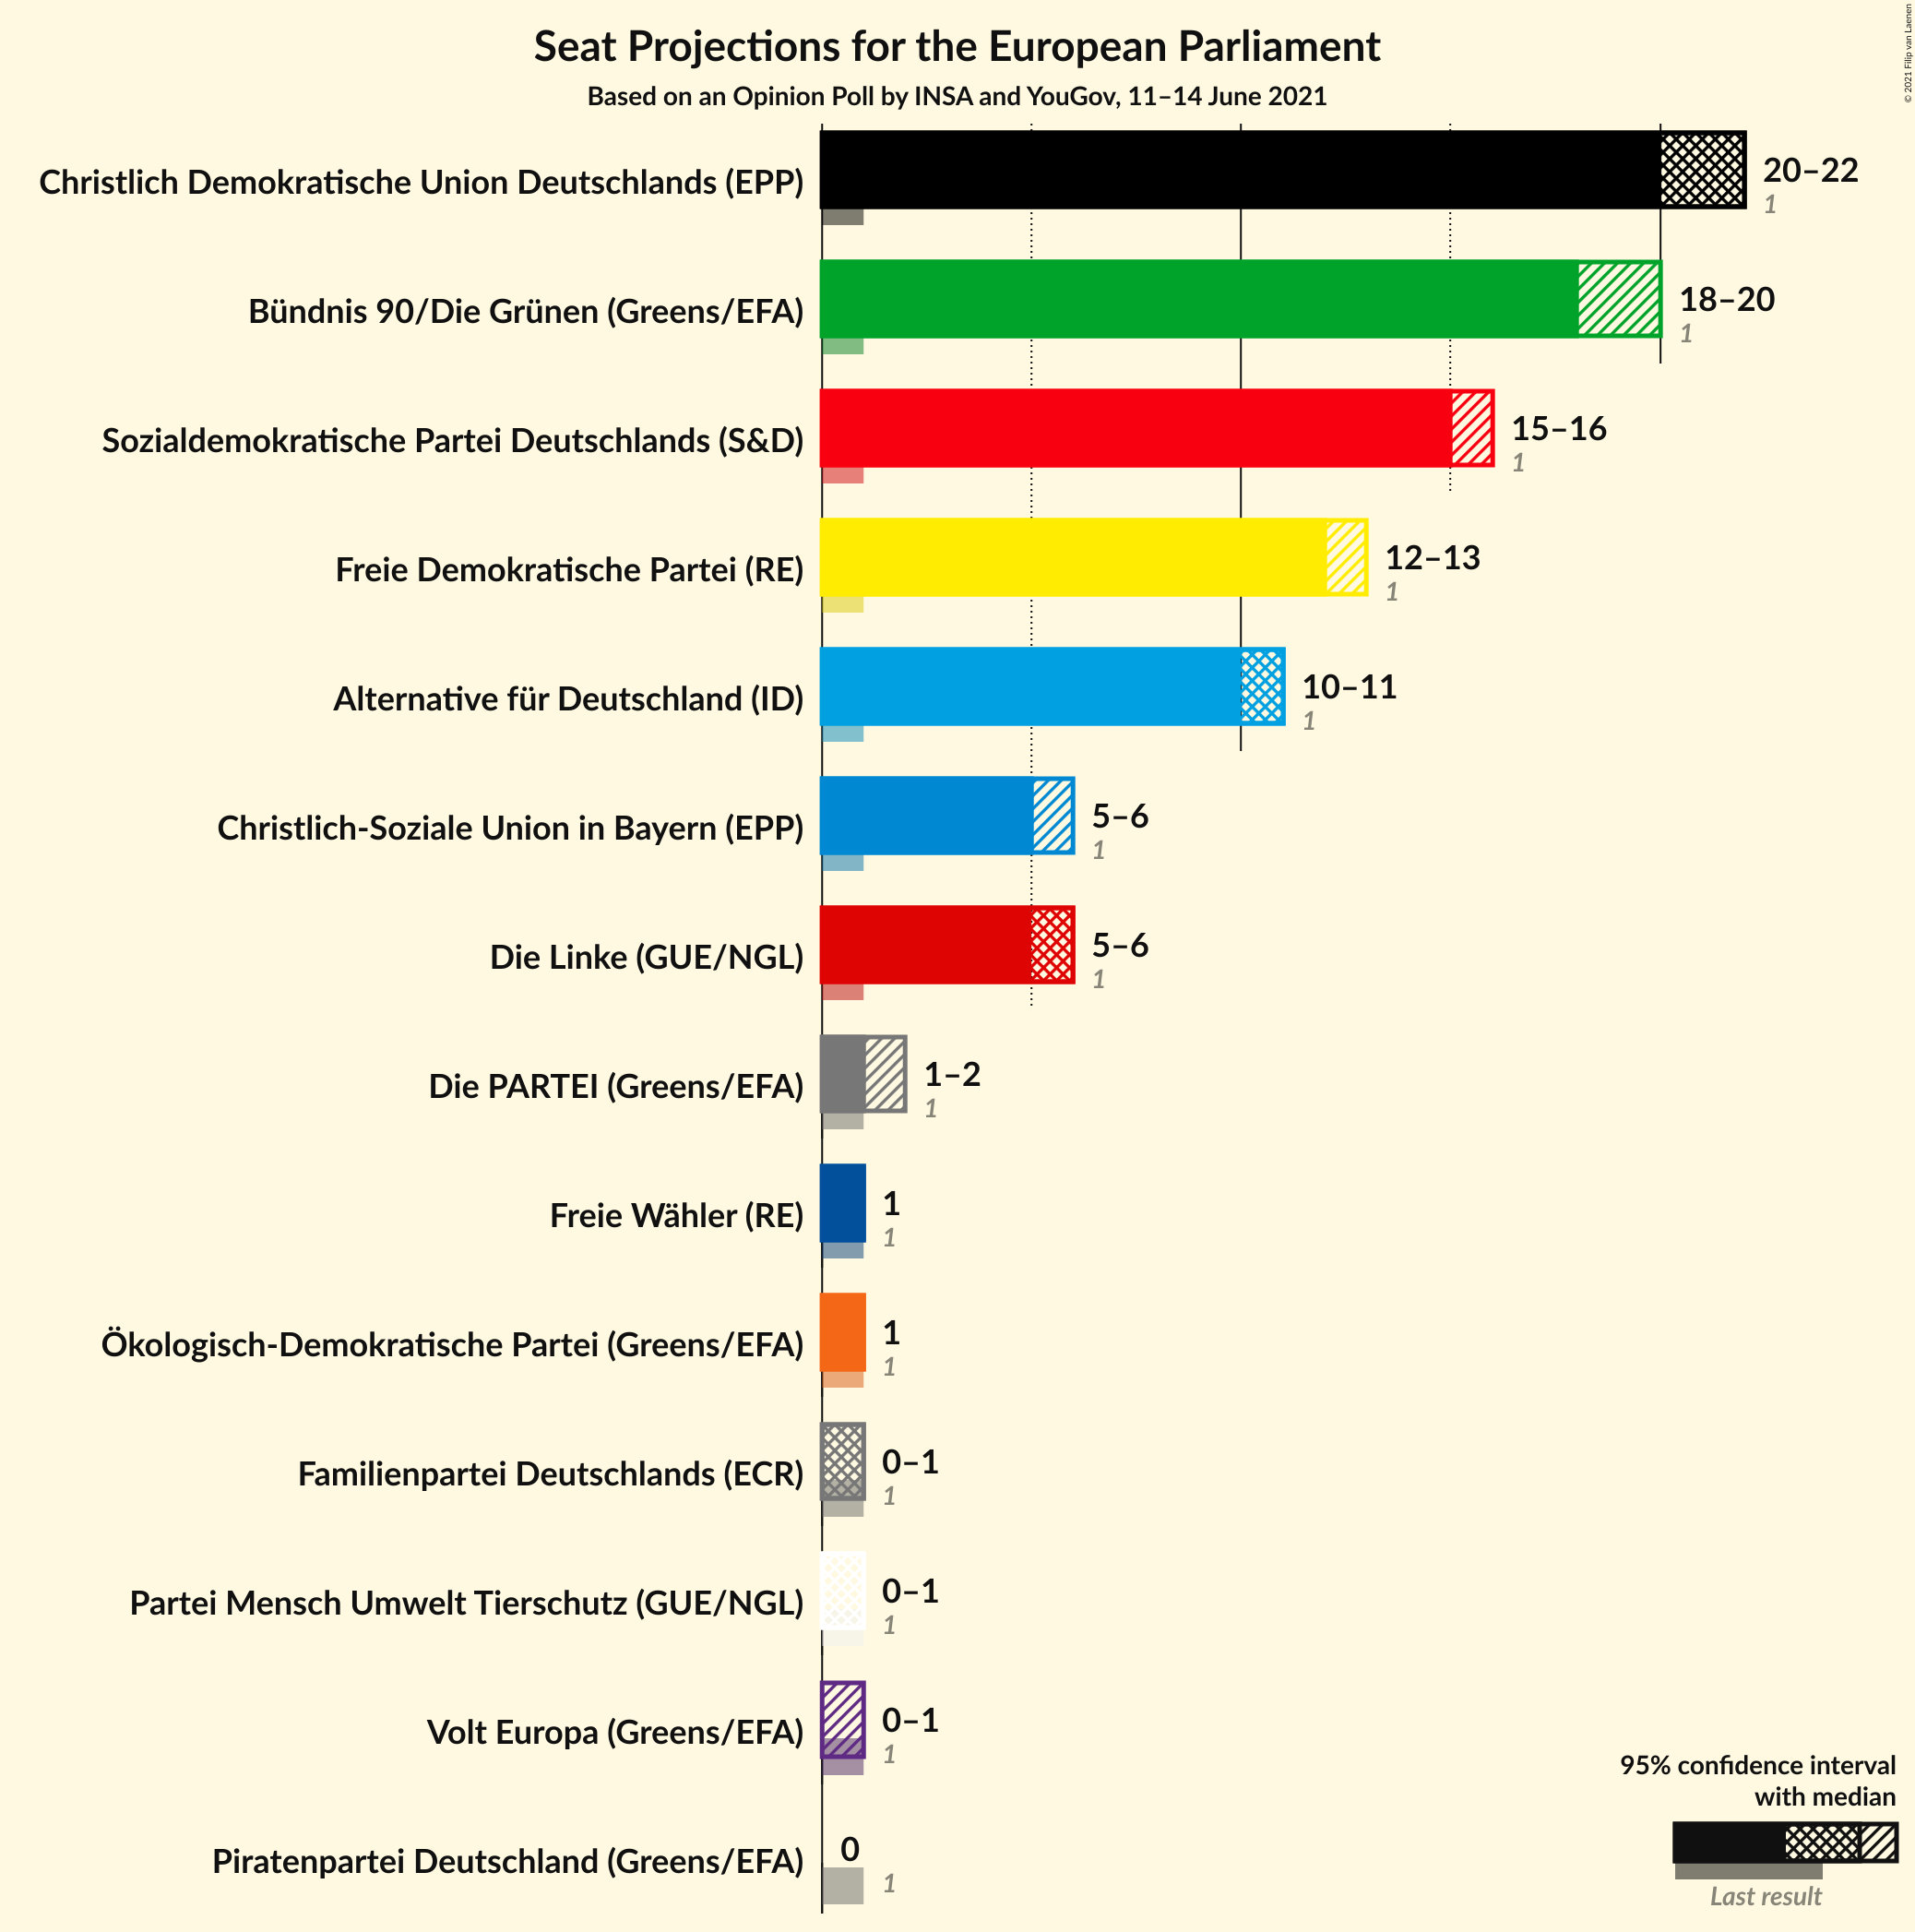 Seat Projections for the European Parliament
Based on an Opinion Poll by INSA and YouGov, 11–14 June 2021
© 2021 Filip van Laenen
Christlich Demokratische Union Deutschlands (EPP)
20–22
1
Bündnis 90/Die Grünen (Greens/EFA)
18–20
1
Sozialdemokratische Partei Deutschlands (S&D)
15–16
1
Freie Demokratische Partei (RE)
12–13
1
Alternative für Deutschland (ID)
10–11
1
Christlich-Soziale Union in Bayern (EPP)
5–6
1
Die Linke (GUE/NGL)
5–6
1
Die PARTEI (Greens/EFA)
1–2
1
Freie Wähler (RE)
1
1
Ökologisch-Demokratische Partei (Greens/EFA)
1
1
Familienpartei Deutschlands (ECR)
0–1
1
Partei Mensch Umwelt Tierschutz (GUE/NGL)
0–1
1
Volt Europa (Greens/EFA)
0–1
1
Piratenpartei Deutschland (Greens/EFA)
0
1
95% confidence interval
with median
Last result